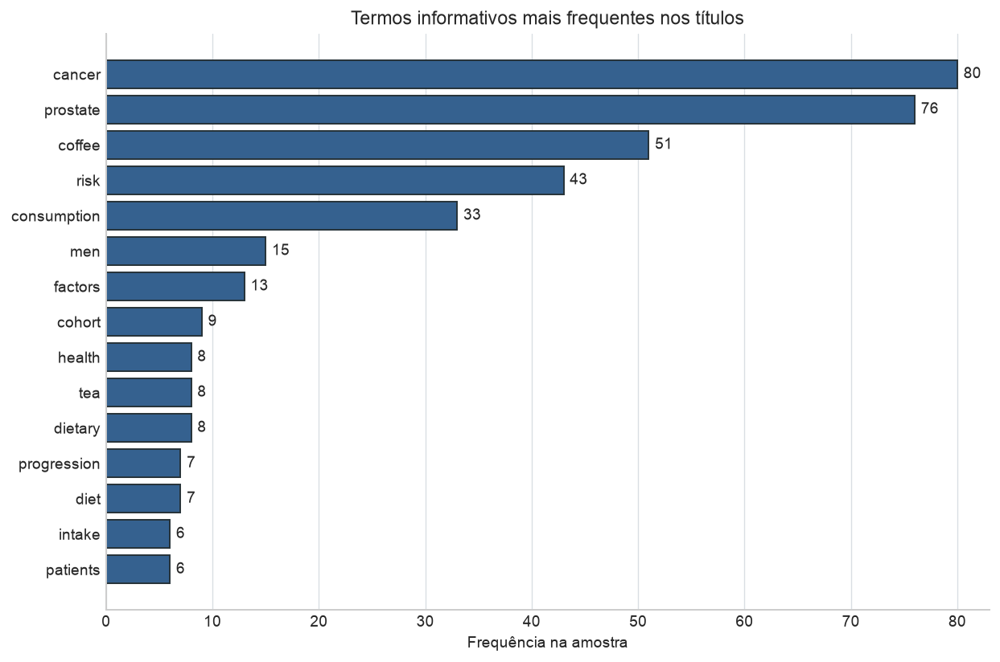 Termos informativos mais frequentes nos títulos
cancer 80
prostate 76
coffee 51
risk 43
consumption 33
men 15
factors 13
cohort 9
health 8
tea 8
dietary 8
progression 7
diet 7
intake 6
patients 6
0 10 20 30 40 50 60 70 80
Frequência na amostra